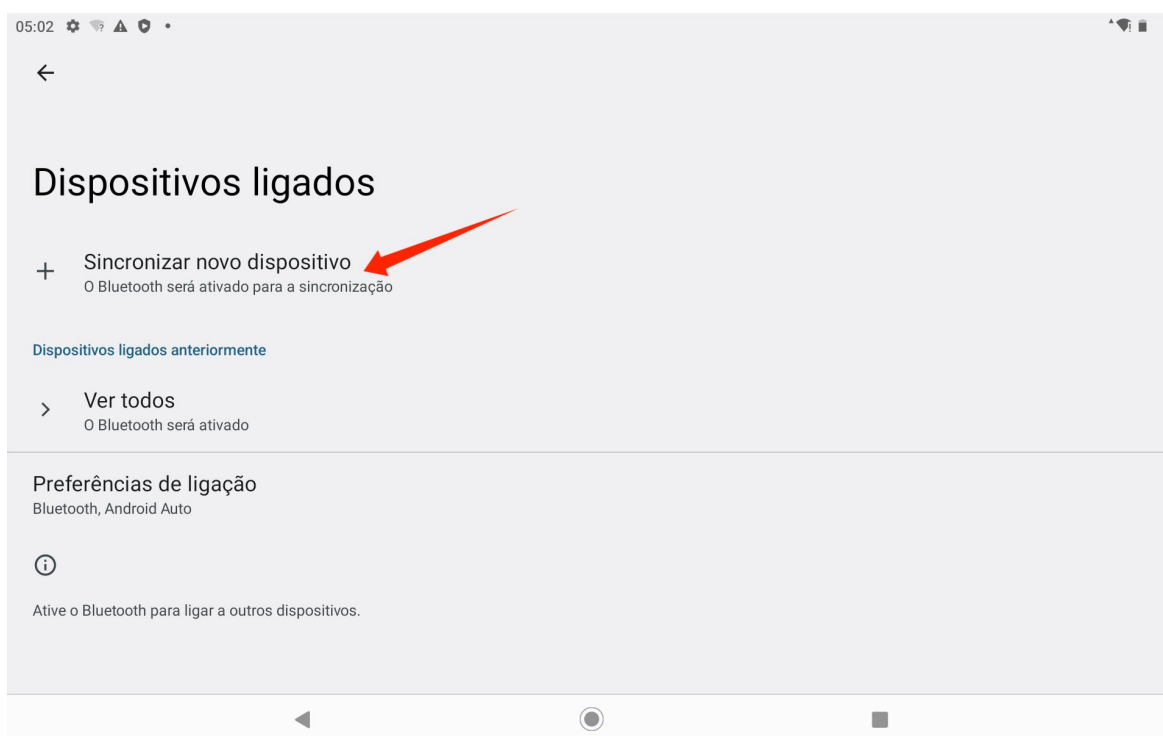 05:02
Dispositivos ligados
Sincronizar novo dispositivo
O Bluetooth será ativado para a sincronização
Dispositivos ligados anteriormente
Ver todos
O Bluetooth será ativado
Preferências de ligação
Bluetooth, Android Auto
Ative o Bluetooth para ligar a outros dispositivos.